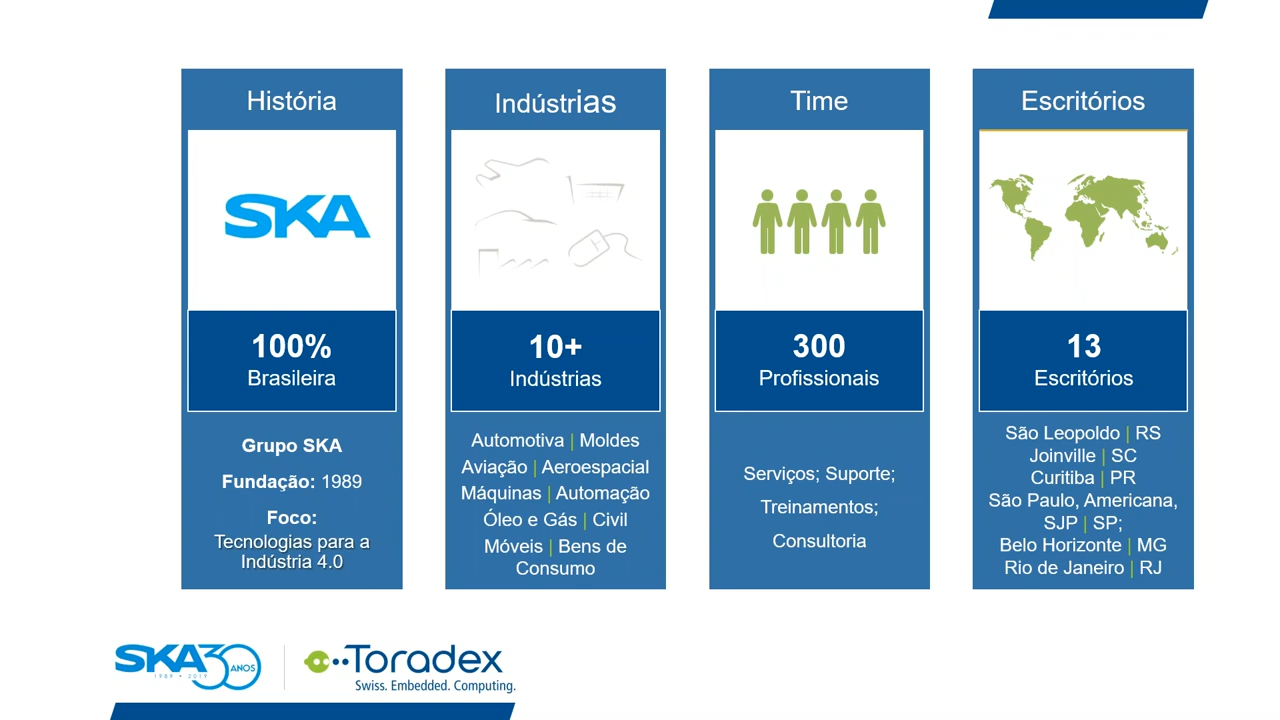 História
SKA
100%
Brasileira
Grupo SKA
Fundação: 1989
Foco:
Tecnologias para a
Indústria 4.0
Indústrias
10+
Indústrias
Automotiva | Moldes
Aviação | Aeroespacial
Máquinas | Automação
Óleo e Gás | Civil
Móveis | Bens de
Consumo
Time
300
Profissionais
Serviços; Suporte;
Treinamentos;
Consultoria
Escritórios
13
Escritórios
São Leopoldo | RS
Joinville | SC
Curitiba | PR
São Paulo, Americana,
SJP | SP;
Belo Horizonte | MG
Rio de Janeiro | RJ
SKA 30 ANOS
1989 • 2019
Toradex
Swiss. Embedded. Computing.